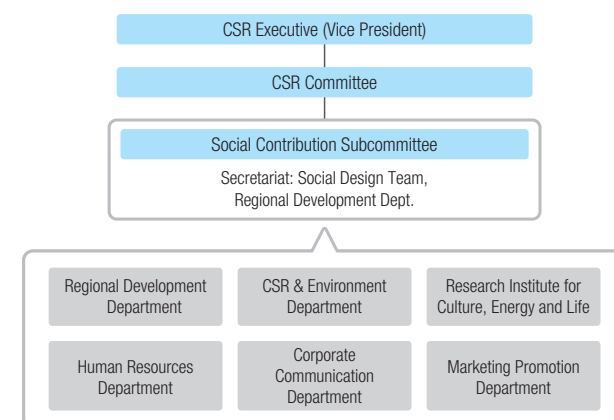 CSR Executive (Vice President)
CSR Committee
Social Contribution Subcommittee
Secretariat: Social Design Team,
Regional Development Dept.
Regional Development
Department
CSR & Environment
Department
Research Institute for
Culture, Energy and Life
Human Resources
Department
Corporate
Communication
Department
Marketing Promotion
Department